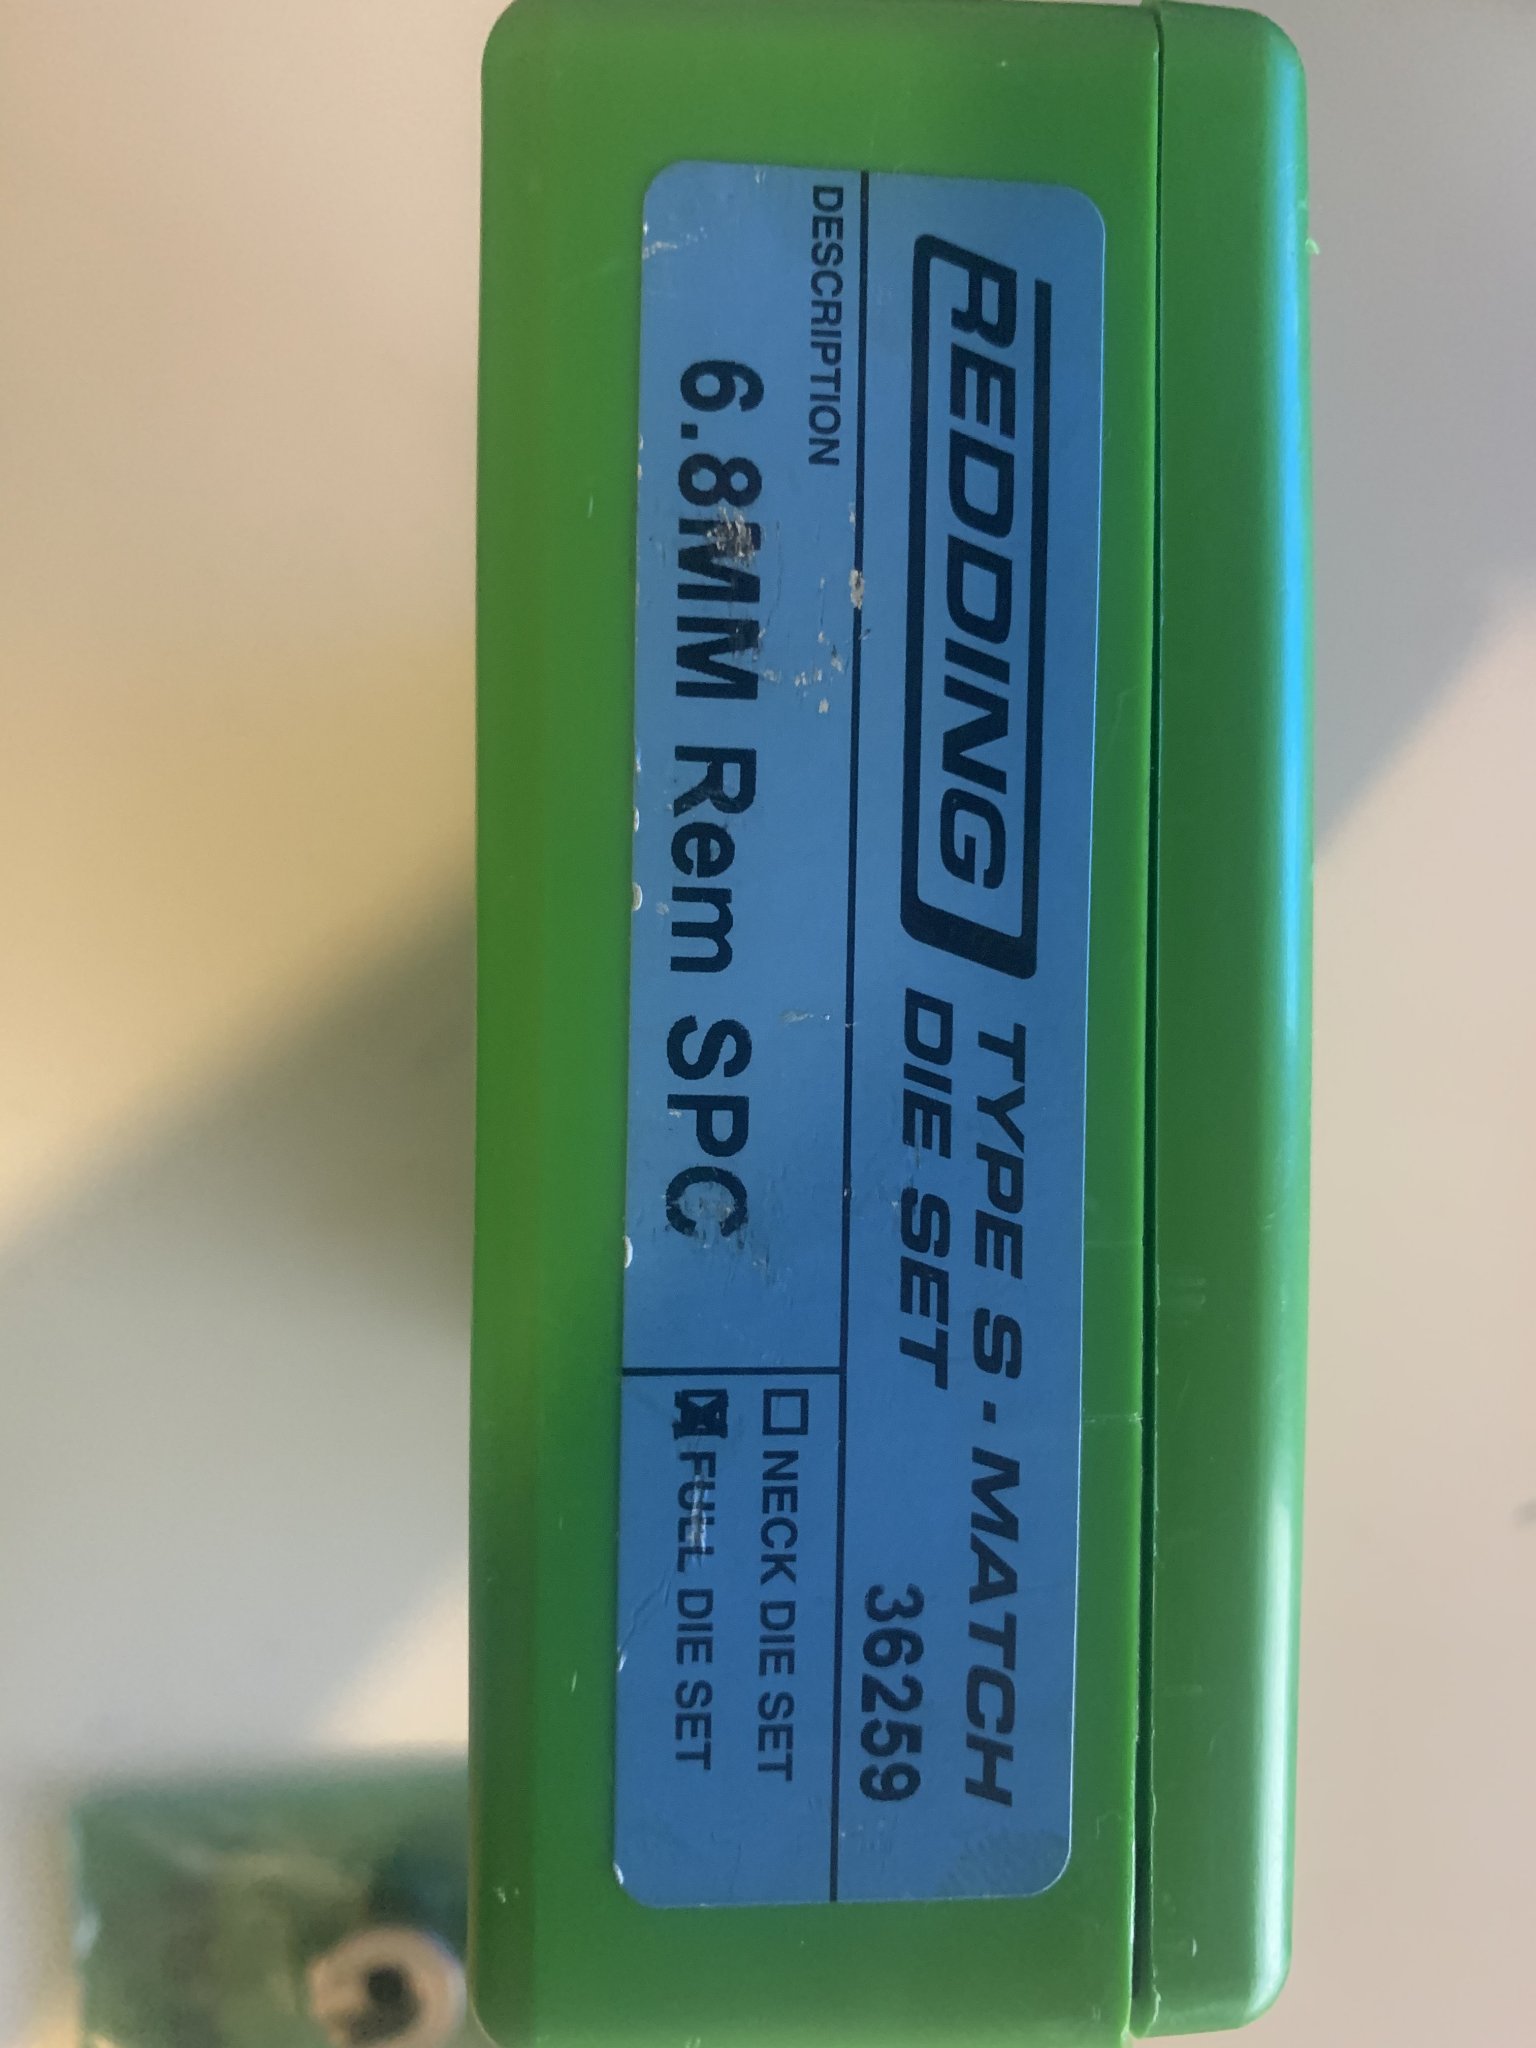 REDDING
TYPE S - MATCH
DIE SET
36259
DESCRIPTION
6.8MM Rem SPC
NECK DIE SET
FULL DIE SET